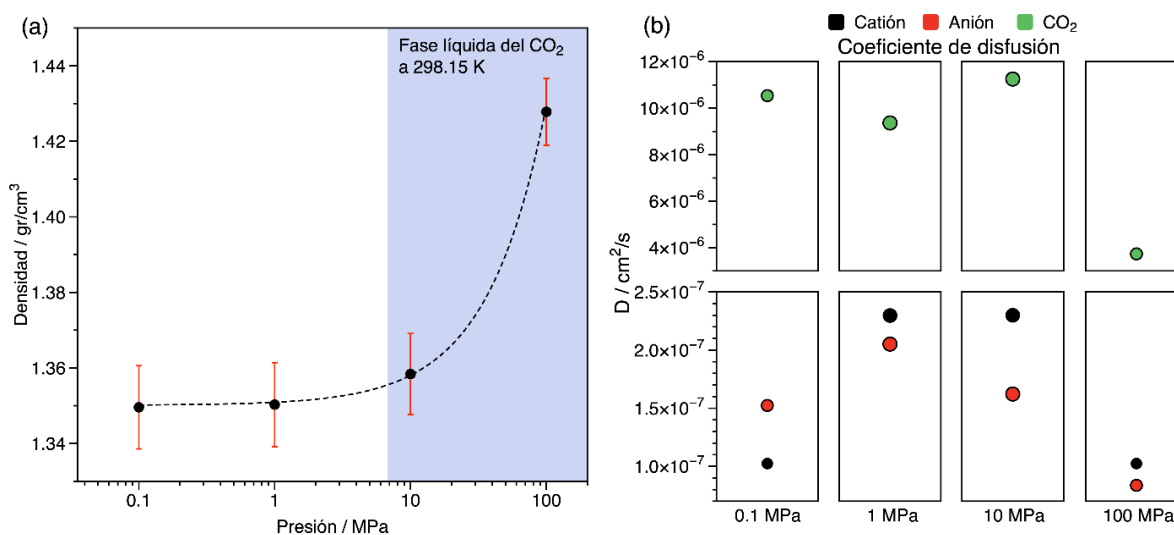 (a)
Fase líquida del CO₂
a 298.15 K
Densidad / gr/cm³
1.44
1.42
1.40
1.38
1.36
1.34
0.1
1
10
100
Presión / MPa
(b)
Catión
Anión
CO₂
Coeficiente de disfusión
D / cm²/s
12×10⁻⁶
10×10⁻⁶
8×10⁻⁶
6×10⁻⁶
4×10⁻⁶
2.5×10⁻⁷
2.0×10⁻⁷
1.5×10⁻⁷
1.0×10⁻⁷
0.1 MPa
1 MPa
10 MPa
100 MPa